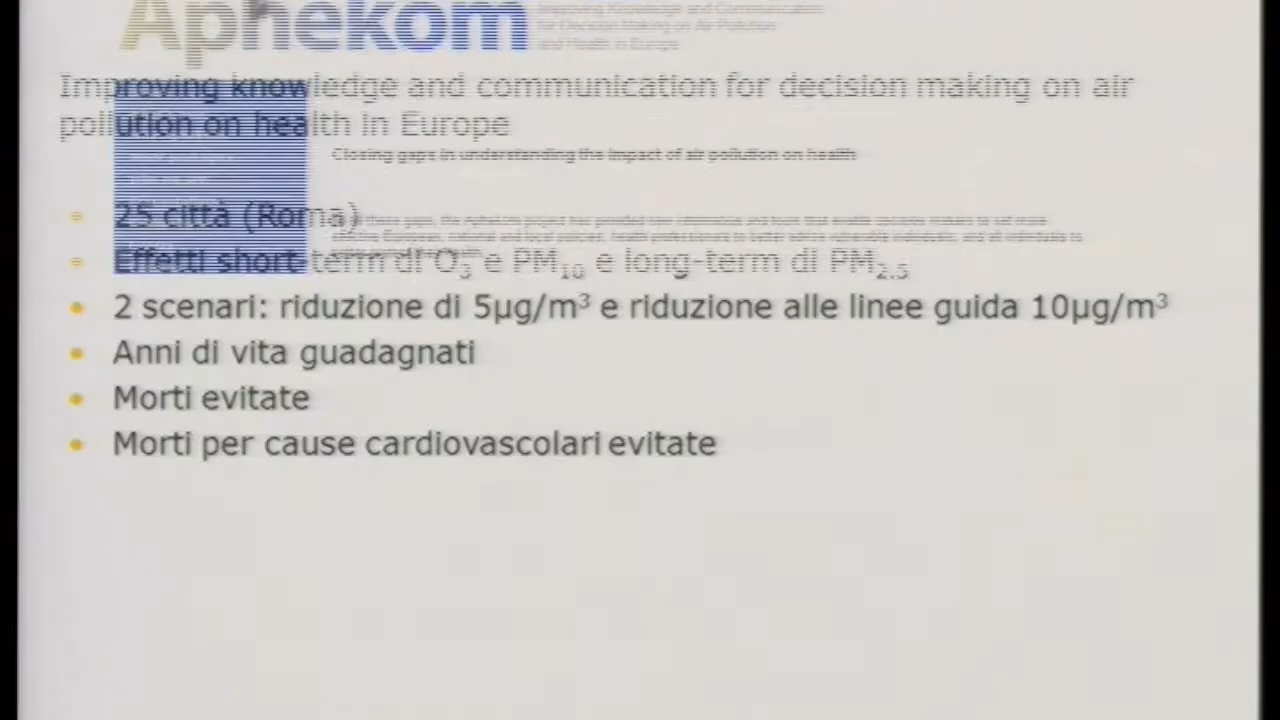 Aphekom
Improving Knowledge and Communication
for Decision Making on Air Pollution
and Health in Europe
Improving knowledge and communication for decision making on air
pollution on health in Europe
Closing gaps in understanding the impact of air pollution on health
• 25 città (Roma)
• Effetti short-term di O3 e PM10 e long-term di PM2.5
• 2 scenari: riduzione di 5µg/m³ e riduzione alle linee guida 10µg/m³
• Anni di vita guadagnati
• Morti evitate
• Morti per cause cardiovascolari evitate